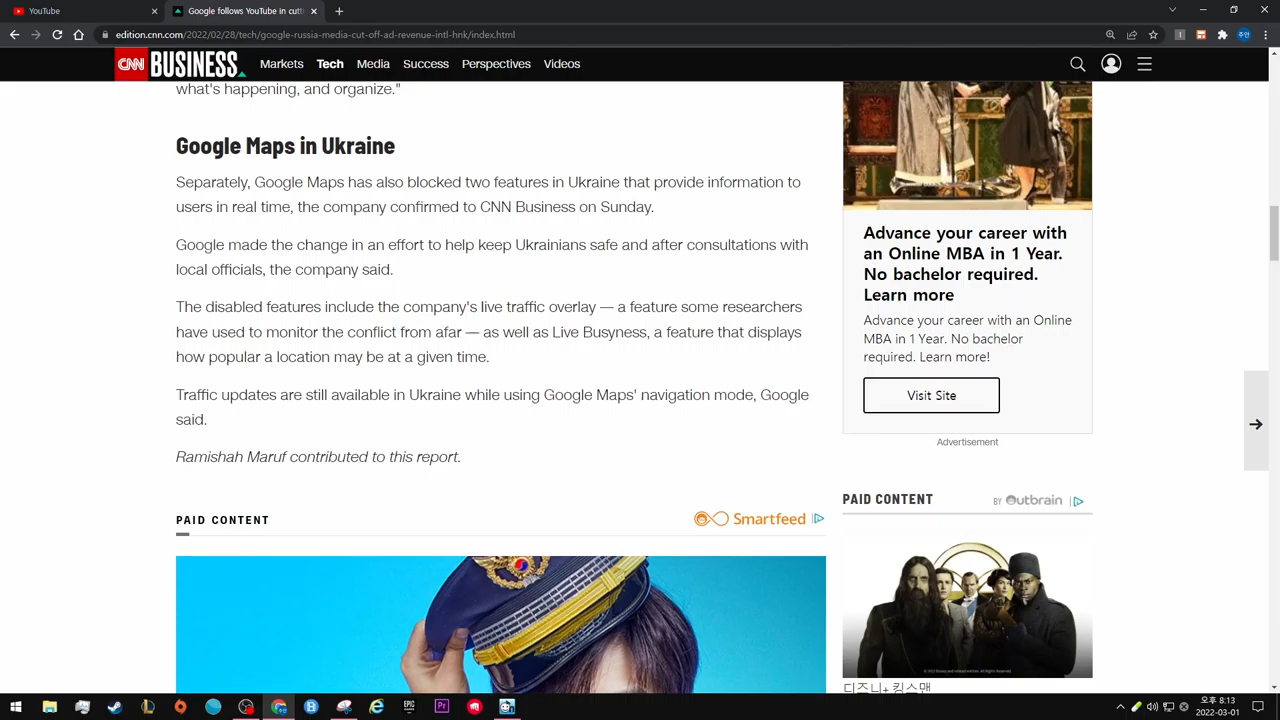 YouTube
Google follows YouTube in cutti
edition.cnn.com/2022/02/28/tech/google-russia-media-cut-off-ad-revenue-intl-hnk/index.html
CNN BUSINESS
Markets Tech Media Success Perspectives Videos
what's happening, and organize."
Google Maps in Ukraine
Separately, Google Maps has also blocked two features in Ukraine that provide information to
users in real time, the company confirmed to CNN Business on Sunday.
Google made the change in an effort to help keep Ukrainians safe and after consultations with
local officials, the company said.
The disabled features include the company's live traffic overlay — a feature some researchers
have used to monitor the conflict from afar — as well as Live Busyness, a feature that displays
how popular a location may be at a given time.
Traffic updates are still available in Ukraine while using Google Maps' navigation mode, Google
said.
Ramishah Maruf contributed to this report.
PAID CONTENT
Smartfeed
Advance your career with
an Online MBA in 1 Year.
No bachelor required.
Learn more
Advance your career with an Online
MBA in 1 Year. No bachelor
required. Learn more!
Visit Site
Advertisement
PAID CONTENT
BY Outbrain
디즈니+ 킹스맨
오후 8:13
2022-03-01